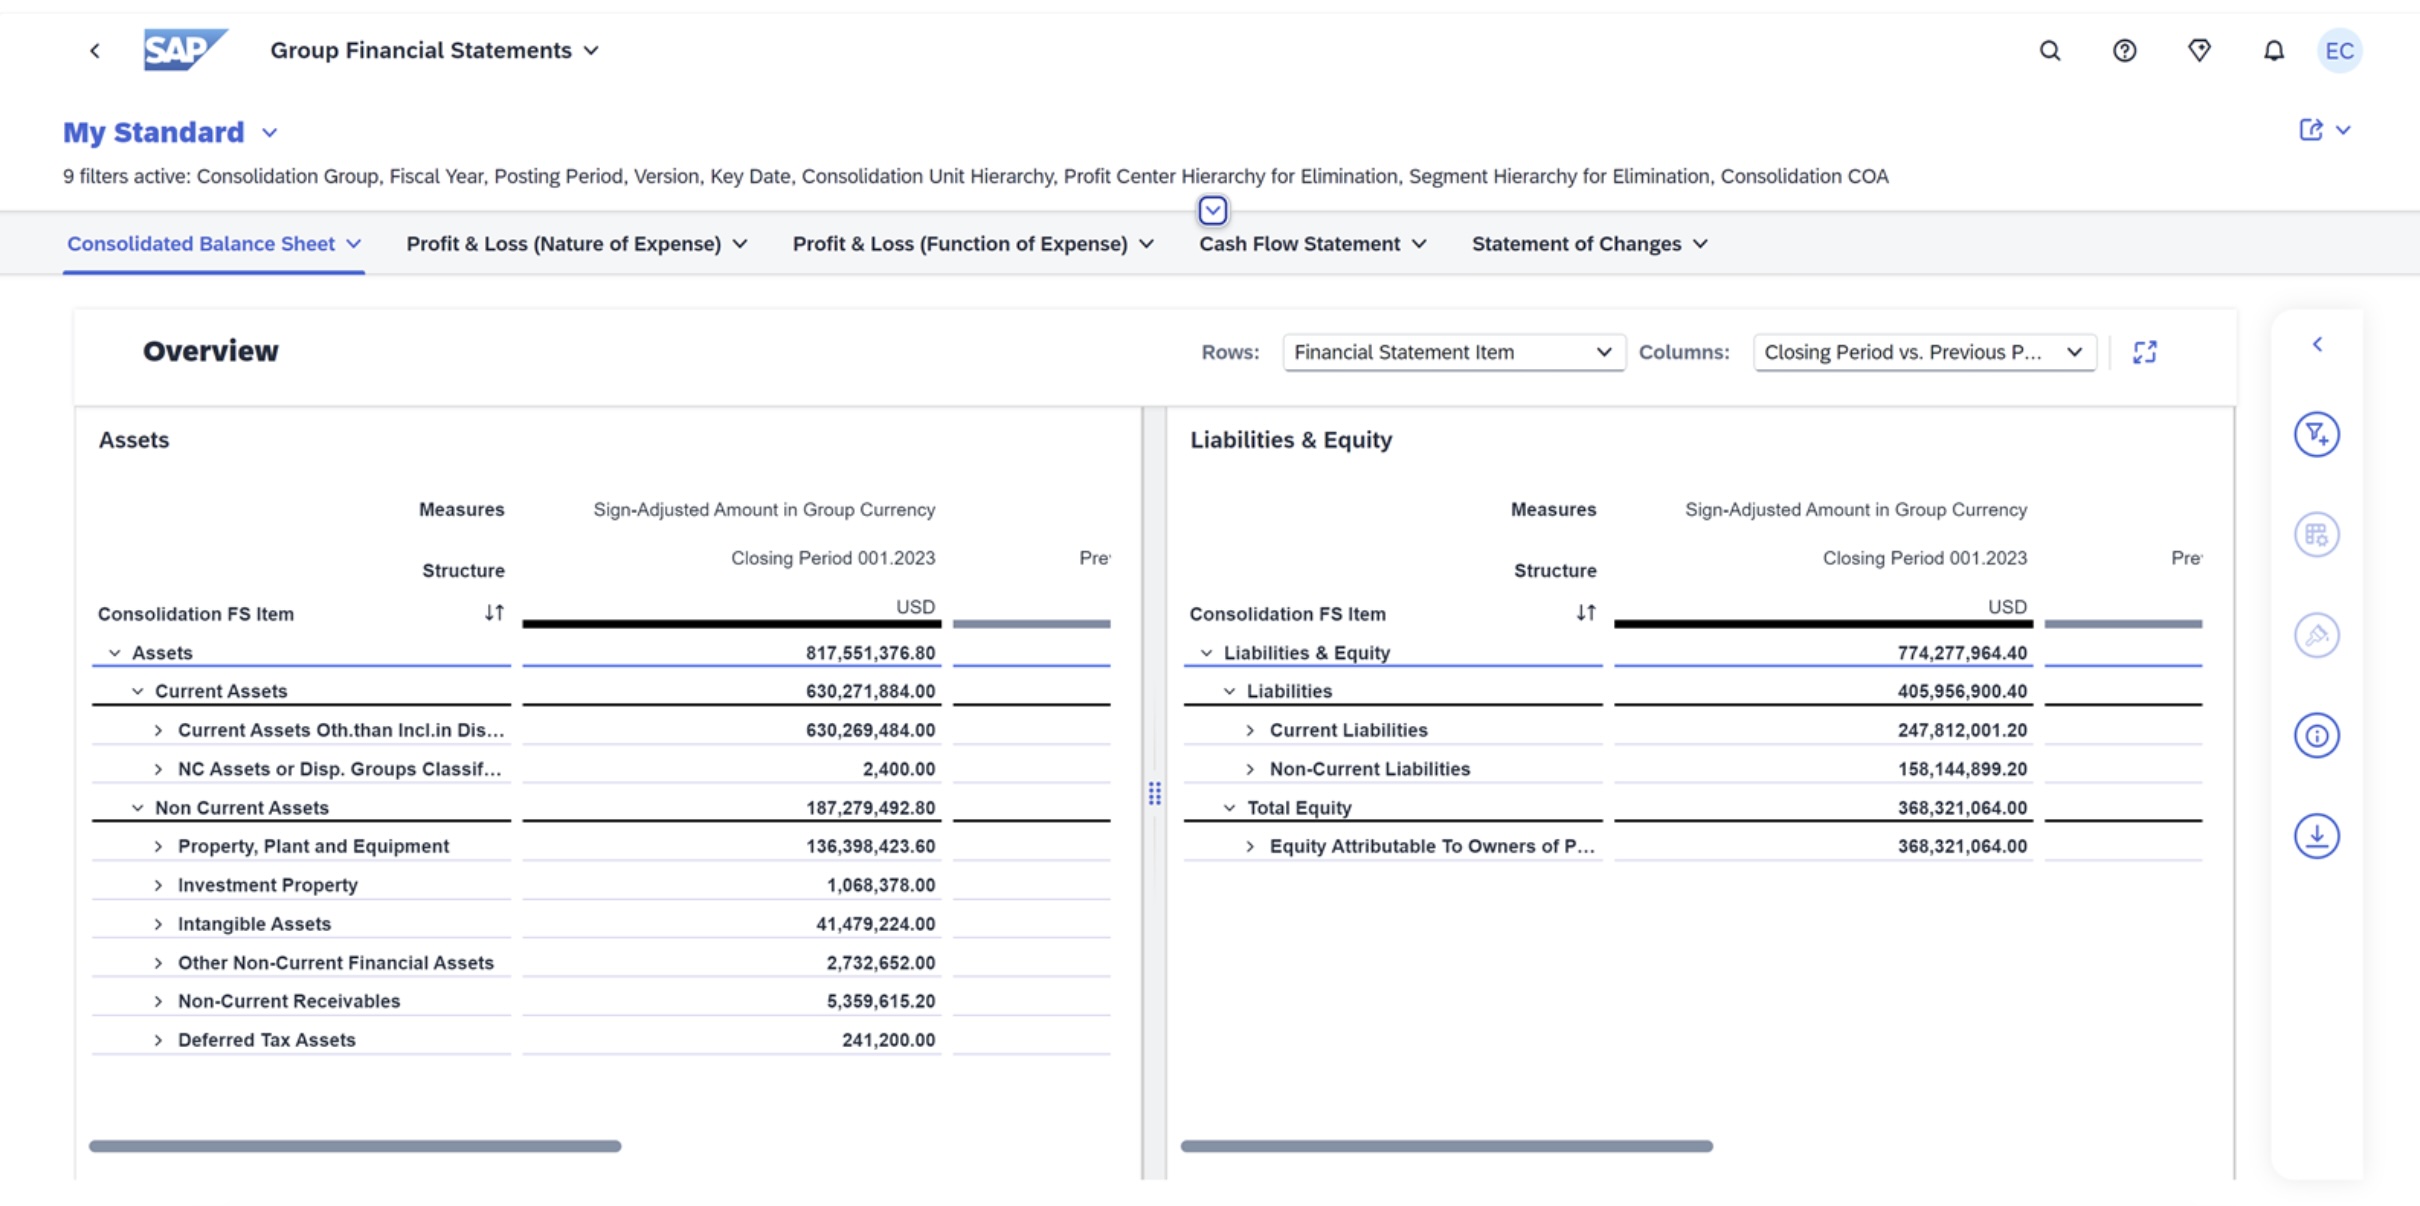 SAP Group Financial Statements EC
My Standard
9 filters active: Consolidation Group, Fiscal Year, Posting Period, Version, Key Date, Consolidation Unit Hierarchy, Profit Center Hierarchy for Elimination, Segment Hierarchy for Elimination, Consolidation COA
Consolidated Balance Sheet Profit & Loss (Nature of Expense) Profit & Loss (Function of Expense) Cash Flow Statement Statement of Changes
Overview Rows: Financial Statement Item Columns: Closing Period vs. Previous P...
Assets
Measures Sign-Adjusted Amount in Group Currency
Structure Closing Period 001.2023 Pre
Consolidation FS Item USD
Assets 817,551,376.80
Current Assets 630,271,884.00
Current Assets Oth.than Incl.in Dis... 630,269,484.00
NC Assets or Disp. Groups Classif... 2,400.00
Non Current Assets 187,279,492.80
Property, Plant and Equipment 136,398,423.60
Investment Property 1,068,378.00
Intangible Assets 41,479,224.00
Other Non-Current Financial Assets 2,732,652.00
Non-Current Receivables 5,359,615.20
Deferred Tax Assets 241,200.00
Liabilities & Equity
Measures Sign-Adjusted Amount in Group Currency
Structure Closing Period 001.2023 Pre
Consolidation FS Item USD
Liabilities & Equity 774,277,964.40
Liabilities 405,956,900.40
Current Liabilities 247,812,001.20
Non-Current Liabilities 158,144,899.20
Total Equity 368,321,064.00
Equity Attributable To Owners of P... 368,321,064.00